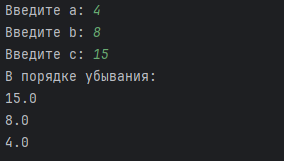 Введите a: 4
Введите b: 8
Введите c: 15
В порядке убывания:
15.0
8.0
4.0